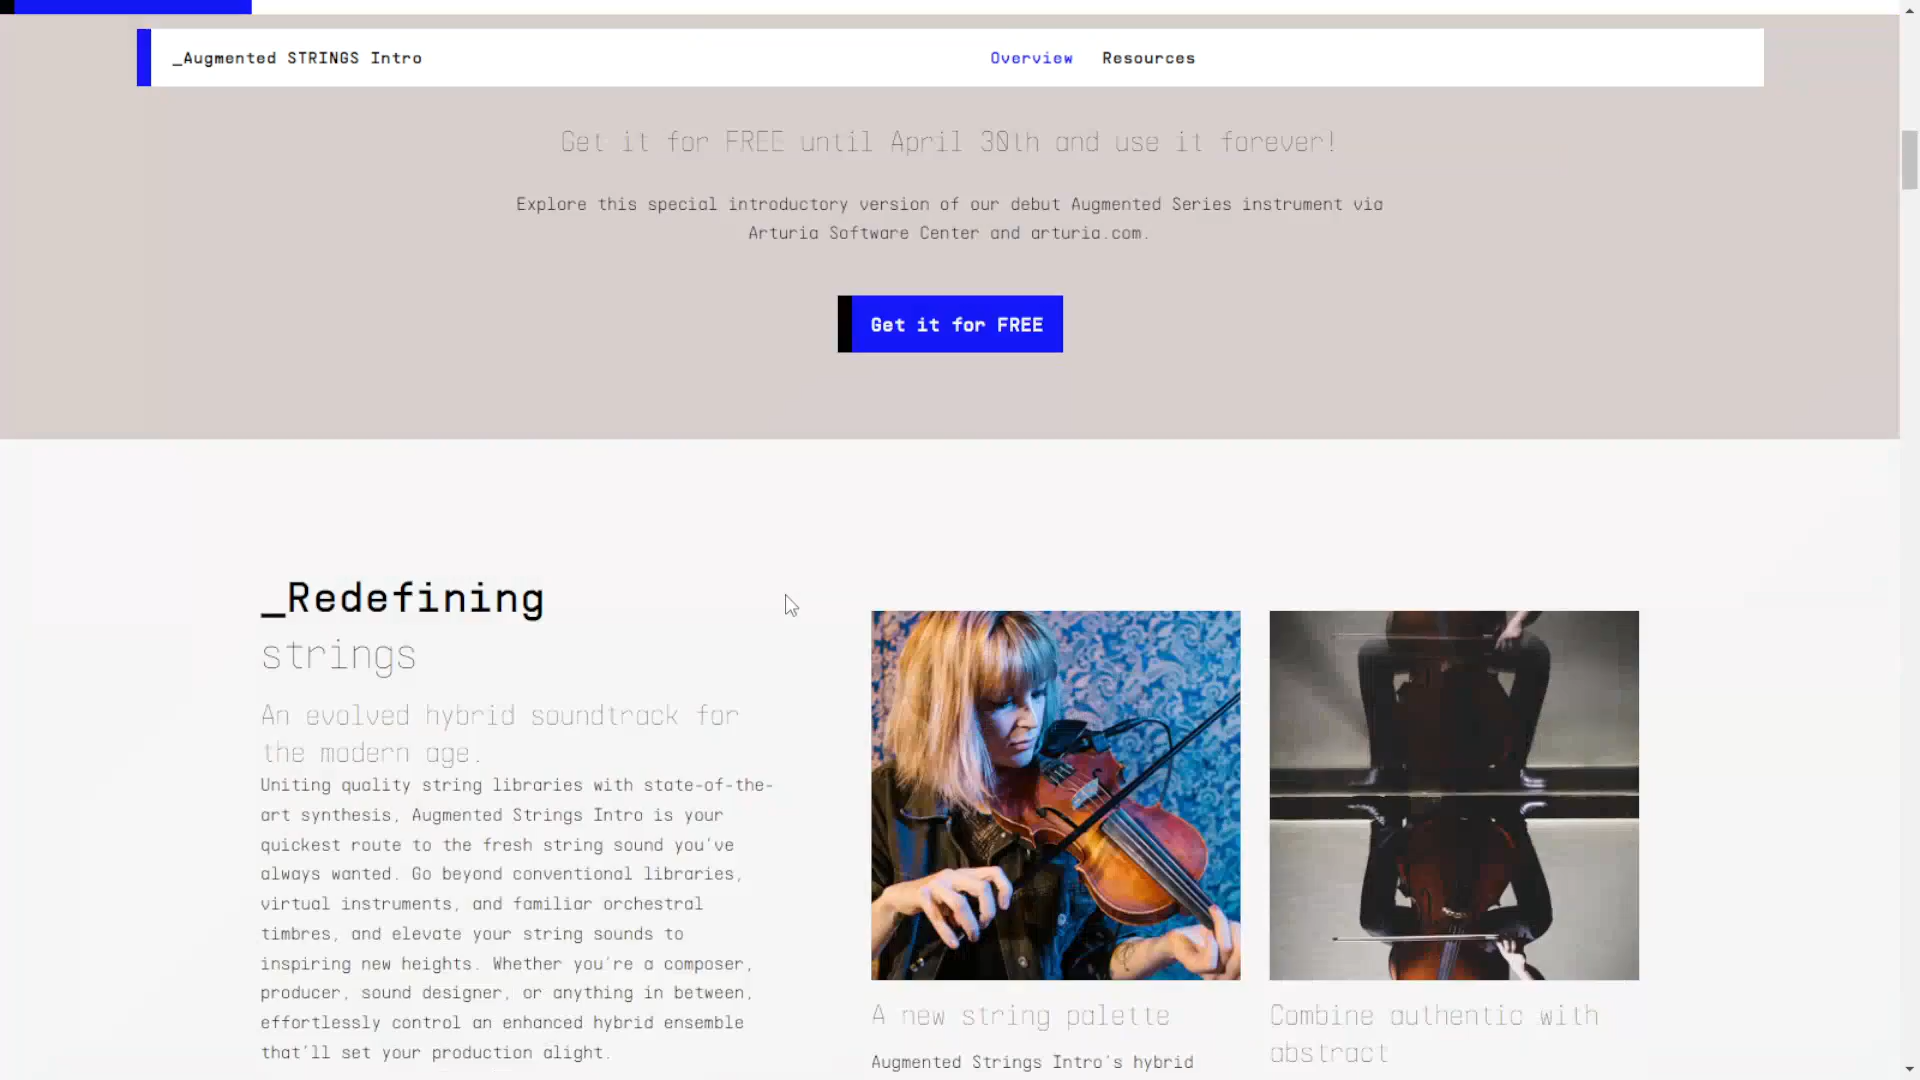 _Augmented STRINGS Intro
Overview
Resources
Get it for FREE until April 30th and use it forever!
Explore this special introductory version of our debut Augmented Series instrument via
Arturia Software Center and arturia.com.
Get it for FREE
_Redefining
strings
An evolved hybrid soundtrack for
the modern age.
Uniting quality string libraries with state-of-the-
art synthesis, Augmented Strings Intro is your
quickest route to the fresh string sound you've
always wanted. Go beyond conventional libraries,
virtual instruments, and familiar orchestral
timbres, and elevate your string sounds to
inspiring new heights. Whether you're a composer,
producer, sound designer, or anything in between,
effortlessly control an enhanced hybrid ensemble
that'll set your production alight.
A new string palette
Augmented Strings Intro's hybrid
Combine authentic with
abstract